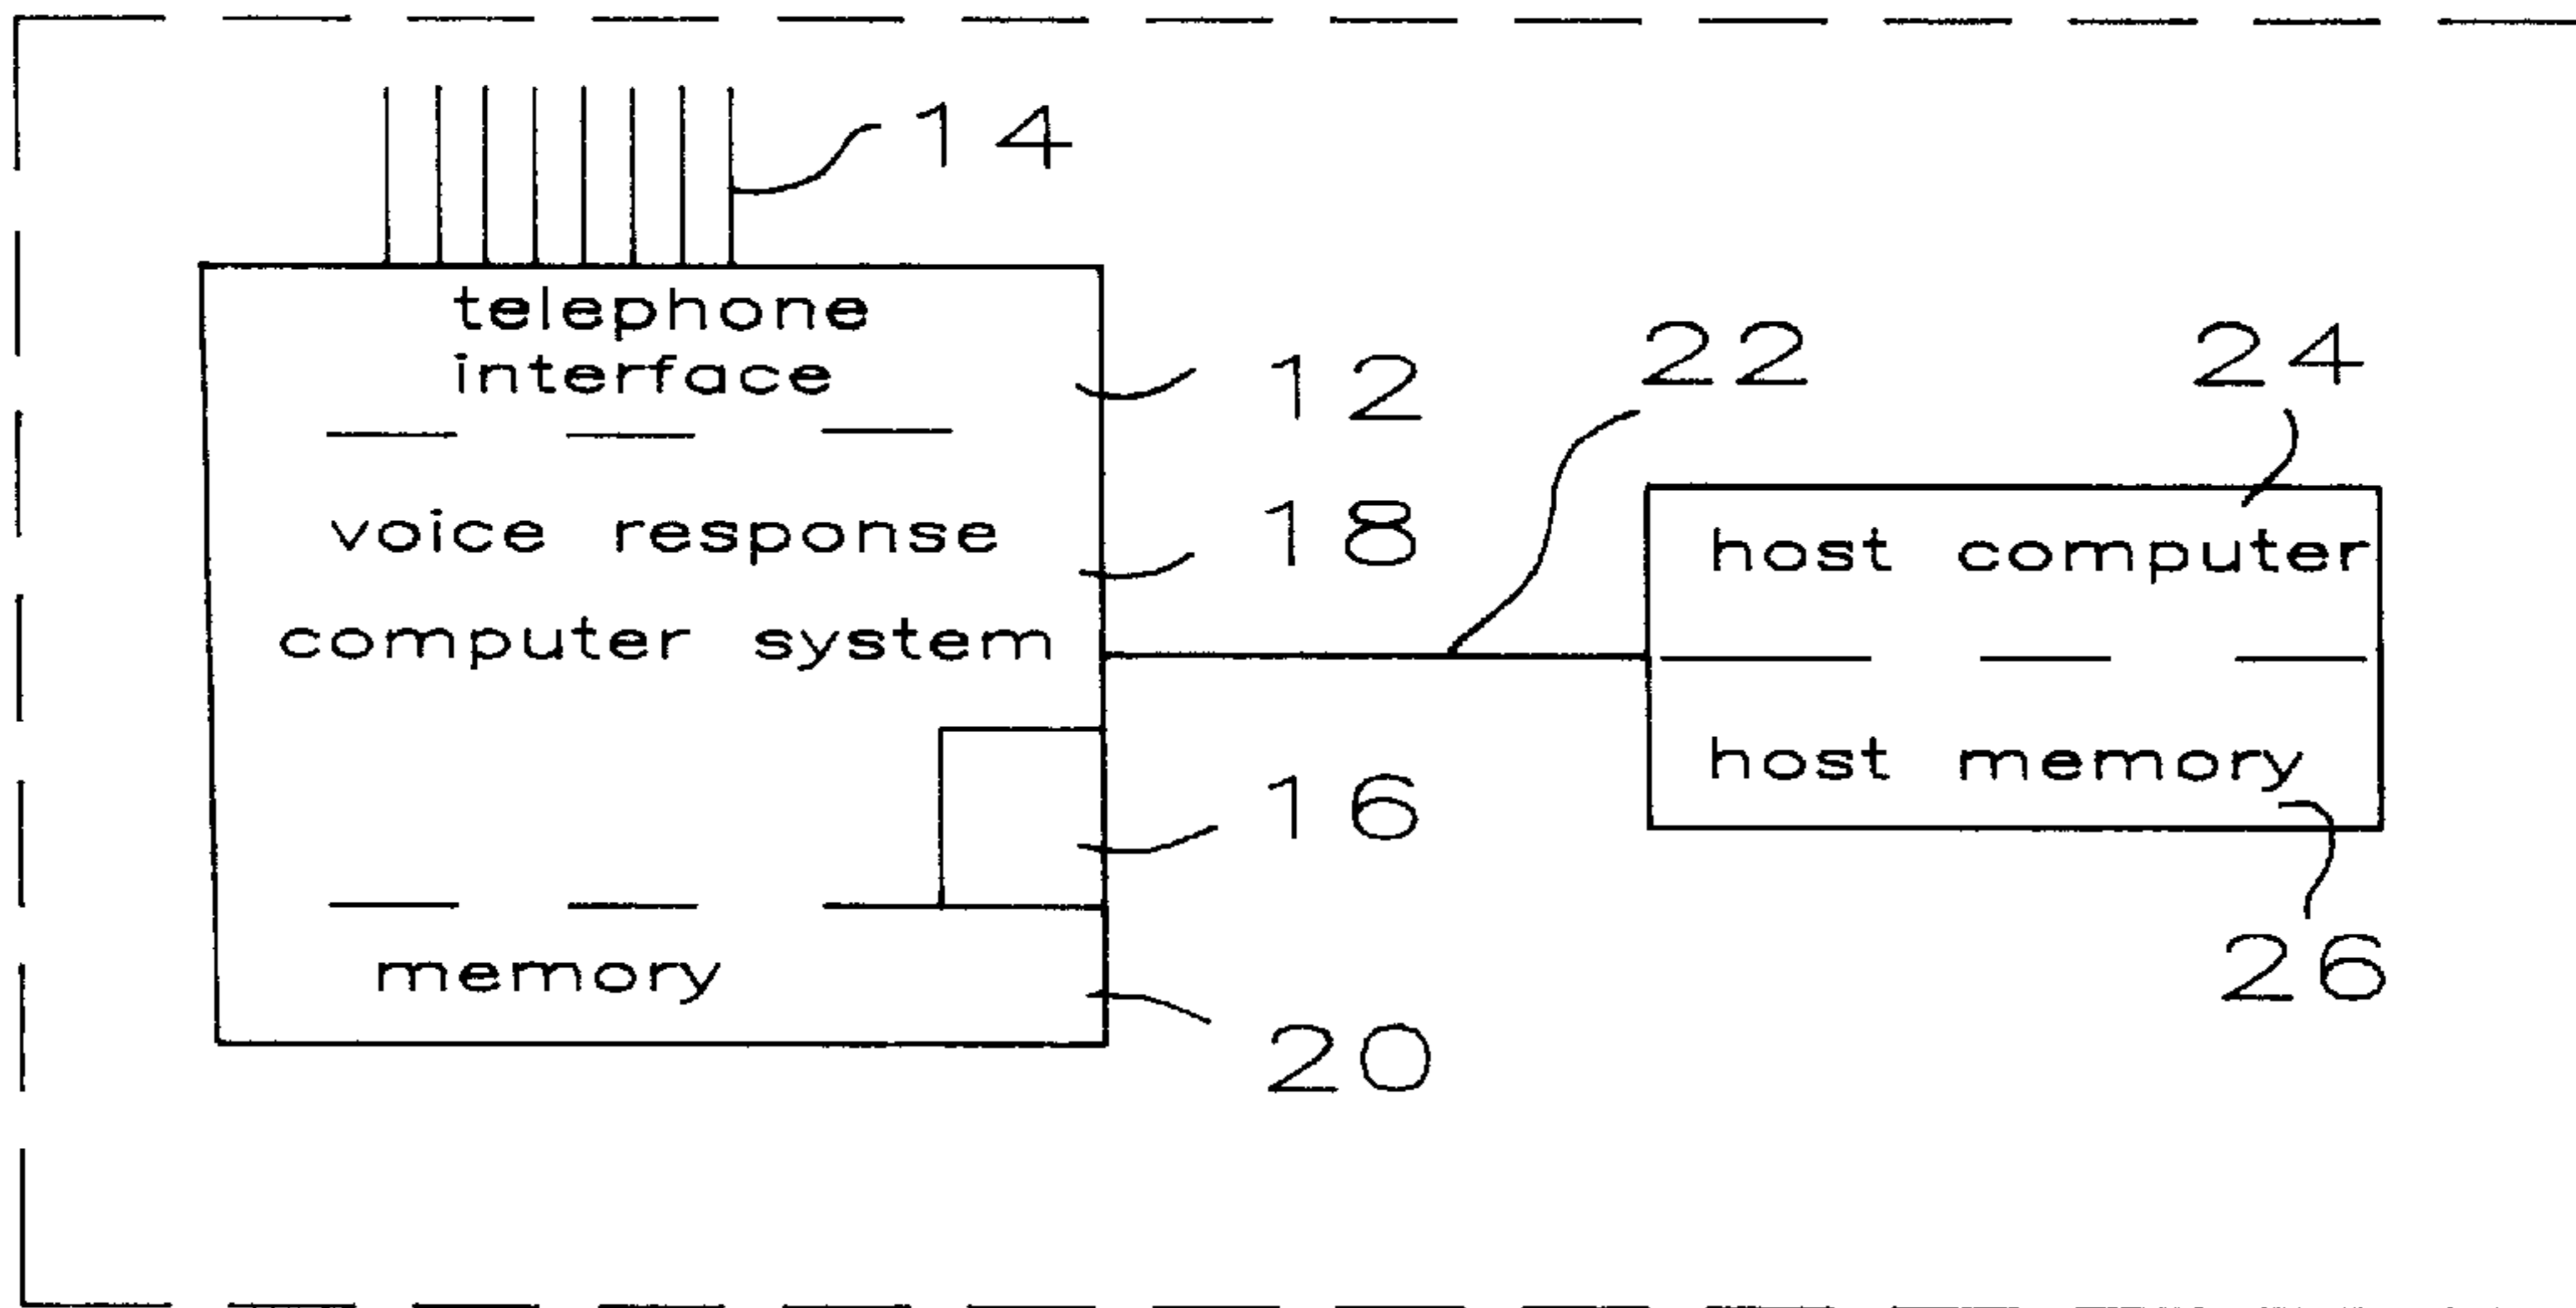 14
telephone
interface
12
22
24
voice response
18
host computer
computer system
host memory
16
memory
26
20